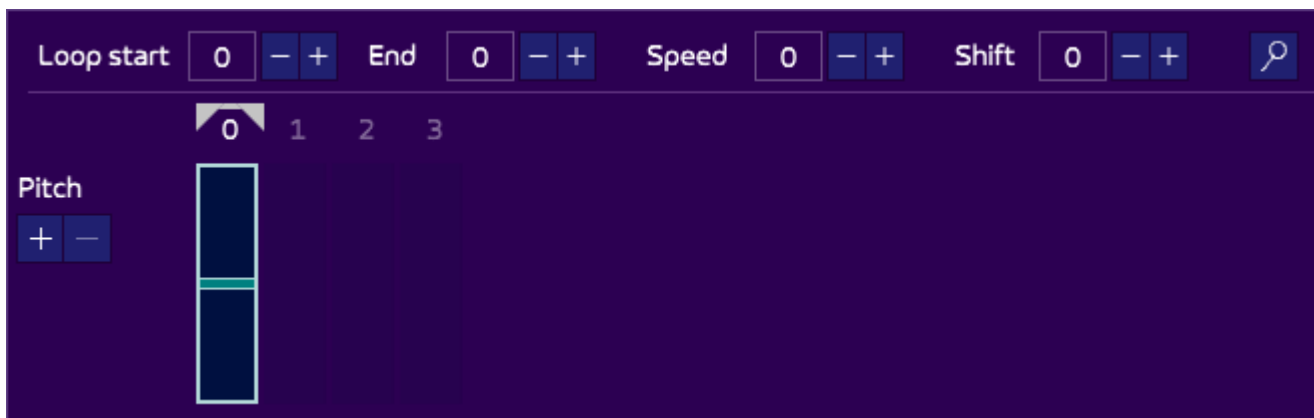 Loop start 0 − + End 0 − + Speed 0 − + Shift 0 − +
0 1 2 3
Pitch
+ −